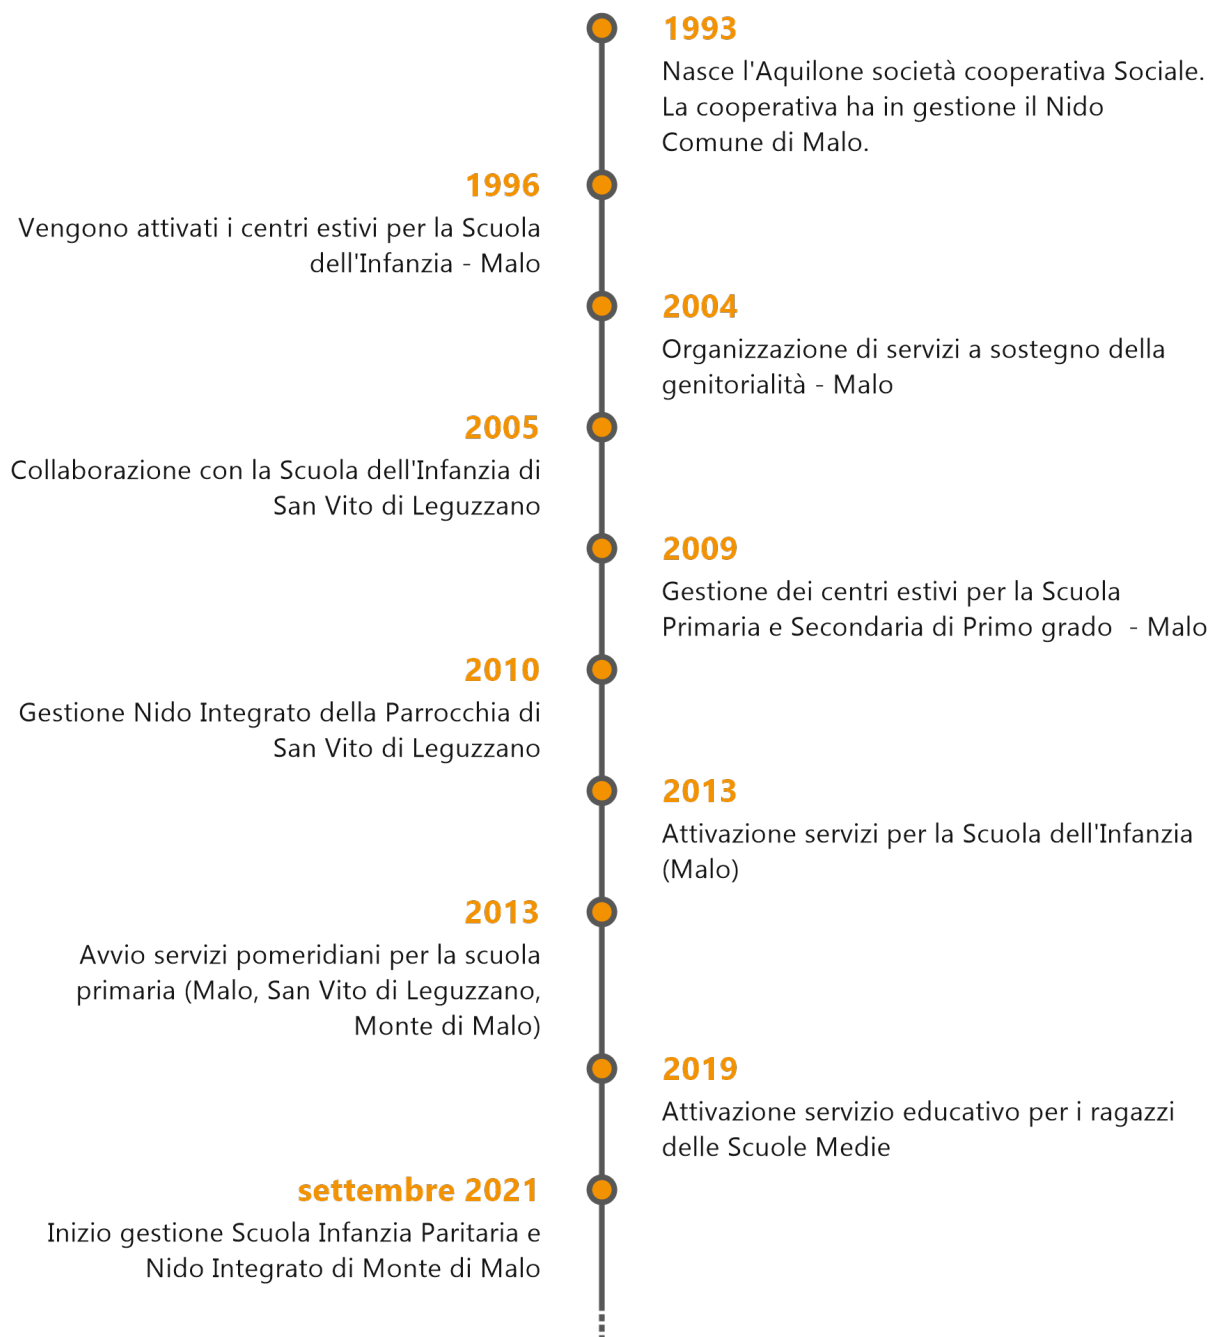 1993
Nasce l'Aquilone società cooperativa Sociale.
La cooperativa ha in gestione il Nido
Comune di Malo.
1996
Vengono attivati i centri estivi per la Scuola
dell'Infanzia - Malo
2004
Organizzazione di servizi a sostegno della
genitorialità - Malo
2005
Collaborazione con la Scuola dell'Infanzia di
San Vito di Leguzzano
2009
Gestione dei centri estivi per la Scuola
Primaria e Secondaria di Primo grado  - Malo
2010
Gestione Nido Integrato della Parrocchia di
San Vito di Leguzzano
2013
Attivazione servizi per la Scuola dell'Infanzia
(Malo)
2013
Avvio servizi pomeridiani per la scuola
primaria (Malo, San Vito di Leguzzano,
Monte di Malo)
2019
Attivazione servizio educativo per i ragazzi
delle Scuole Medie
settembre 2021
Inizio gestione Scuola Infanzia Paritaria e
Nido Integrato di Monte di Malo